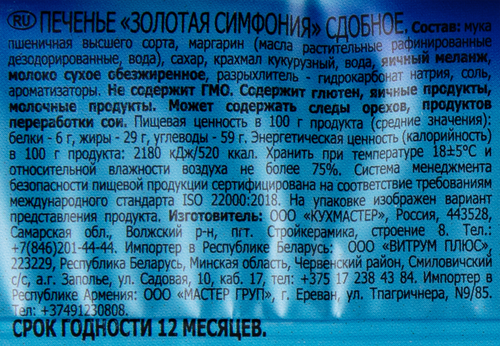 RU ПЕЧЕНЬЕ «ЗОЛОТАЯ СИМФОНИЯ» СДОБНОЕ. Состав: мука
пшеничная высшего сорта, маргарин (масла растительные рафинированные
дезодорированные, вода), сахар, крахмал кукурузный, вода, яичный меланж,
молоко сухое обезжиренное, разрыхлитель - гидрокарбонат натрия, соль,
ароматизаторы. Не содержит ГМО. Содержит глютен, яичные продукты,
молочные продукты. Может содержать следы орехов, продуктов
переработки сои. Пищевая ценность в 100 г продукта (средние значения):
белки - 6 г, жиры - 29 г, углеводы - 59 г. Энергетическая ценность (калорийность)
в 100 г продукта: 2180 кДж/520 ккал. Хранить при температуре 18±5°С и
относительной влажности воздуха не более 75%. Система менеджмента
безопасности пищевой продукции сертифицирована на соответствие требованиям
международного стандарта ISO 22000:2018. На упаковке изображен вариант
представления продукта. Изготовитель: ООО «КУХМАСТЕР», Россия, 443528,
Самарская обл., Волжский р-н, пгт. Стройкерамика, строение 8. Тел.:
+7(846)201-44-44. Импортер в Республике Беларусь: ООО «ВИТРУМ ПЛЮС»,
223229, Республика Беларусь, Минская область, Червенский район, Смиловичский
с/с, а.г. Заполье, ул. Садовая, 10, каб. 17, тел: +375 17 238 43 84. Импортер в
Республике Армения: ООО «МАСТЕР ГРУП», г. Ереван, ул. Тпагричнера, N9/85.
Тел: +37491230808.
СРОК ГОДНОСТИ 12 МЕСЯЦЕВ.